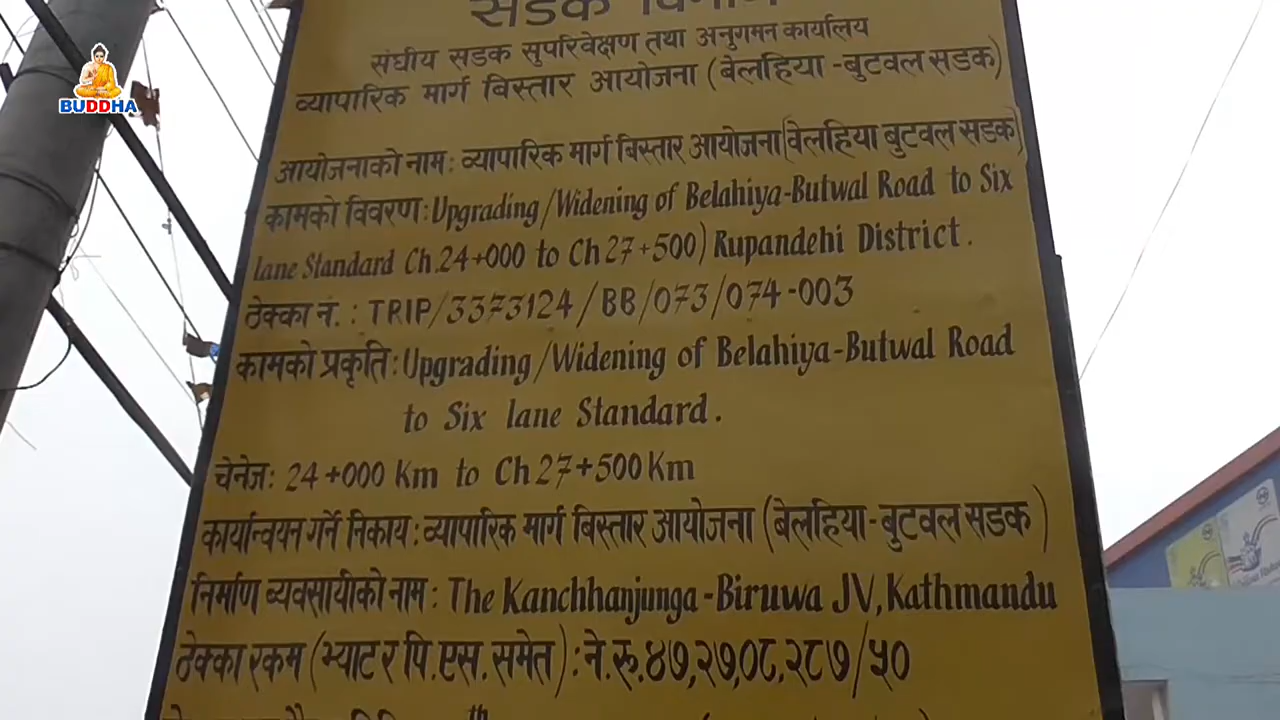 सडक विभाग
संघीय सडक सुपरिवेक्षण तथा अनुगमन कार्यालय
व्यापारिक मार्ग बिस्तार आयोजना (बेलहिया -बुटवल सडक)
आयोजनाको नाम: व्यापारिक मार्ग बिस्तार आयोजना(वेलहिया बुटवल सडक)
कामको विवरण: Upgrading/Widening of Belahiya-Butwal Road to Six
lane Standard Ch.24+000 to Ch 27+500) Rupandehi District.
ठेक्का नं. : TRIP/3373124/BB/073/074-003
कामको प्रकृति: Upgrading/Widening of Belahiya-Butwal Road
to Six lane Standard.
चेनेज: 24+000 Km to Ch 27+500 Km
कार्यान्वयन गर्ने निकाय: व्यापारिक मार्ग बिस्तार आयोजना (बेलहिया-बुटवल सडक)
निर्माण व्यवसायीको नाम : The Kanchhanjunga-Biruwa JV, Kathmandu
ठेक्का रकम (भ्याट र पि.एस. समेत): ने.रू.४७,२७,०८,२८७/५०
BUDDHA